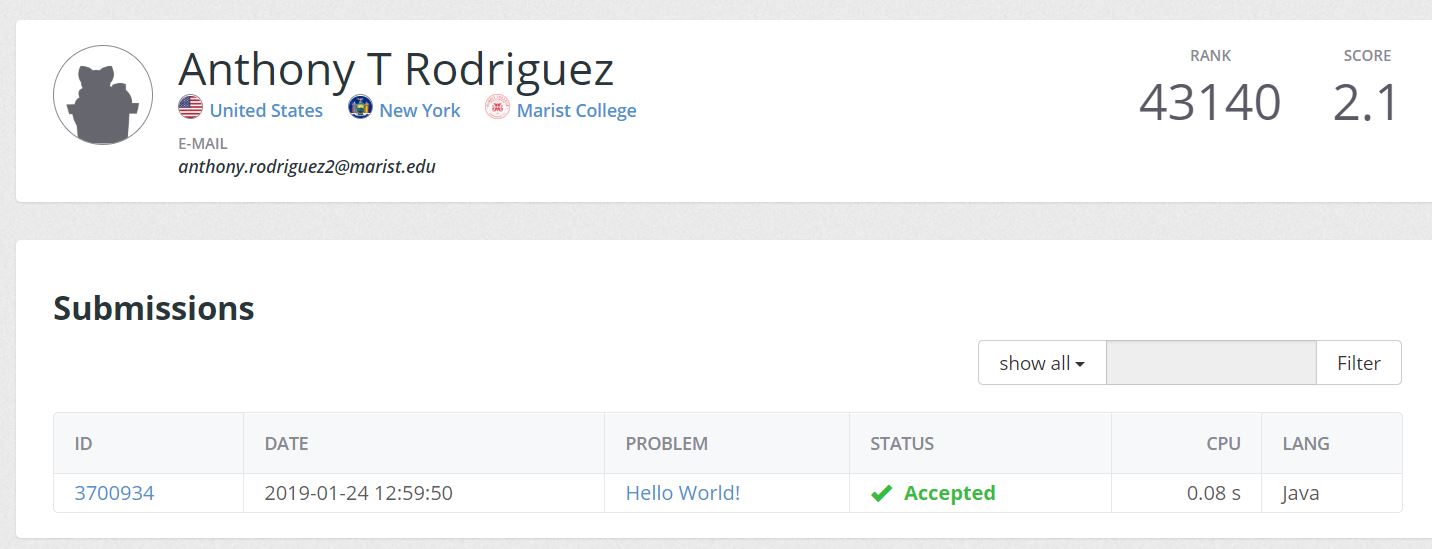 Anthony T Rodriguez
United States New York Marist College
E-MAIL
anthony.rodriguez2@marist.edu
RANK SCORE
43140 2.1
Submissions
show all Filter
ID DATE PROBLEM STATUS CPU LANG
3700934 2019-01-24 12:59:50 Hello World! Accepted 0.08 s Java